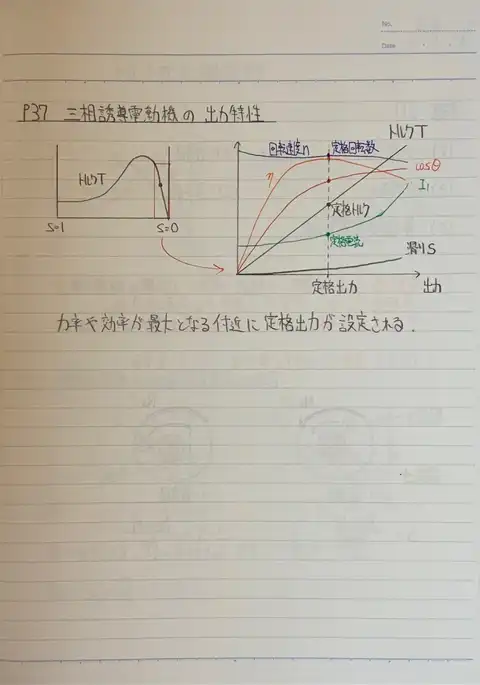 No.
Date
P37 三相誘導電動機の出力特性
トルクT
S=1
S=0
回転速度n
定格回転数
トルクT
η
cosθ
I1
定格トルク
定格電流
滑りS
定格出力
出力
力率や効率が最大となる付近に定格出力が設定される.